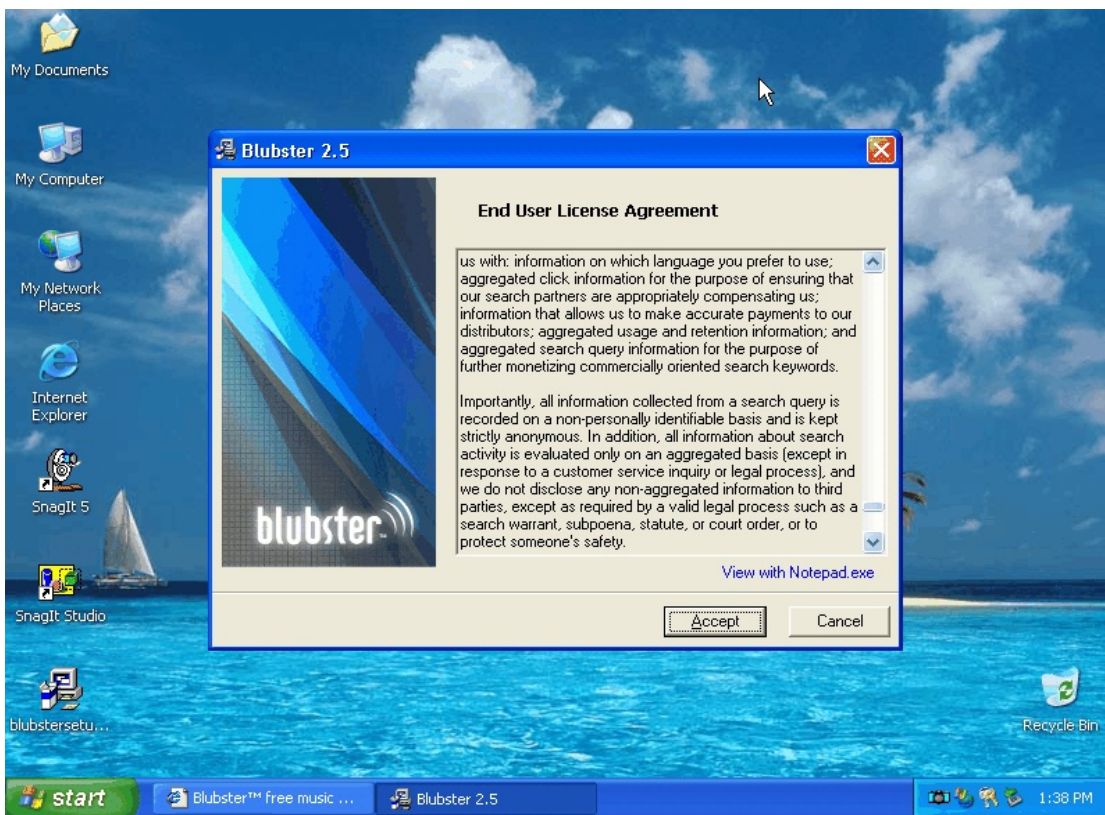 My Documents
My Computer
My Network
Places
Internet
Explorer
SnagIt 5
SnagIt Studio
blubstersetu...
Blubster 2.5
End User License Agreement
us with: information on which language you prefer to use;
aggregated click information for the purpose of ensuring that
our search partners are appropriately compensating us;
information that allows us to make accurate payments to our
distributors; aggregated usage and retention information; and
aggregated search query information for the purpose of
further monetizing commercially oriented search keywords.
Importantly, all information collected from a search query is
recorded on a non-personally identifiable basis and is kept
strictly anonymous. In addition, all information about search
activity is evaluated only on an aggregated basis (except in
response to a customer service inquiry or legal process), and
we do not disclose any non-aggregated information to third
parties, except as required by a valid legal process such as a
search warrant, subpoena, statute, or court order, or to
protect someone's safety.
blubster
View with Notepad.exe
Accept
Cancel
Recycle Bin
start
Blubster™ free music ...
Blubster 2.5
1:38 PM